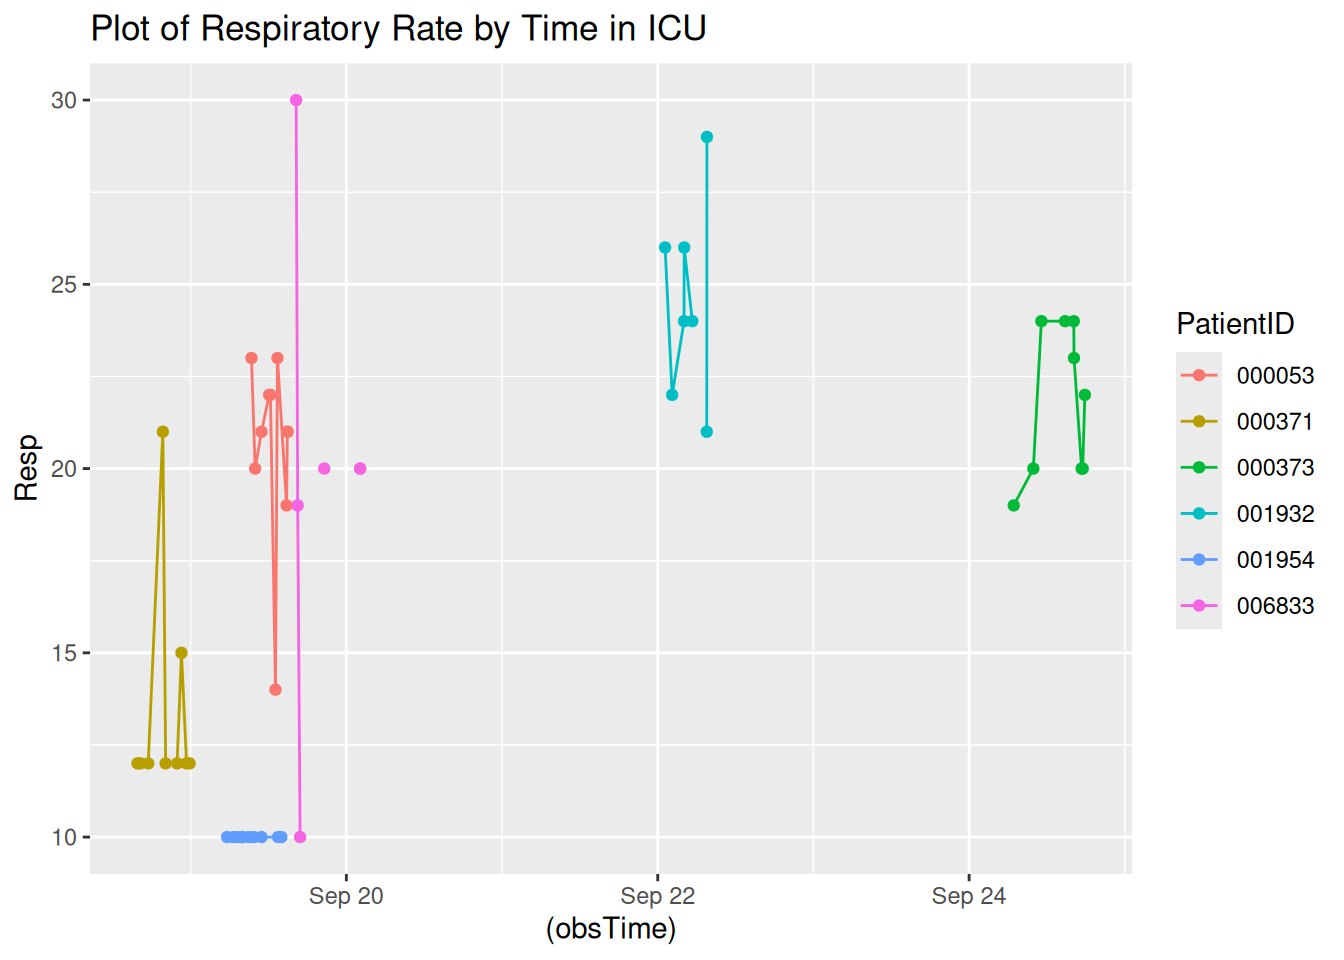 Plot of Respiratory Rate by Time in ICU
30
25
20
15
10
Resp
Sep 20
Sep 22
Sep 24
(obsTime)
PatientID
000053
000371
000373
001932
001954
006833